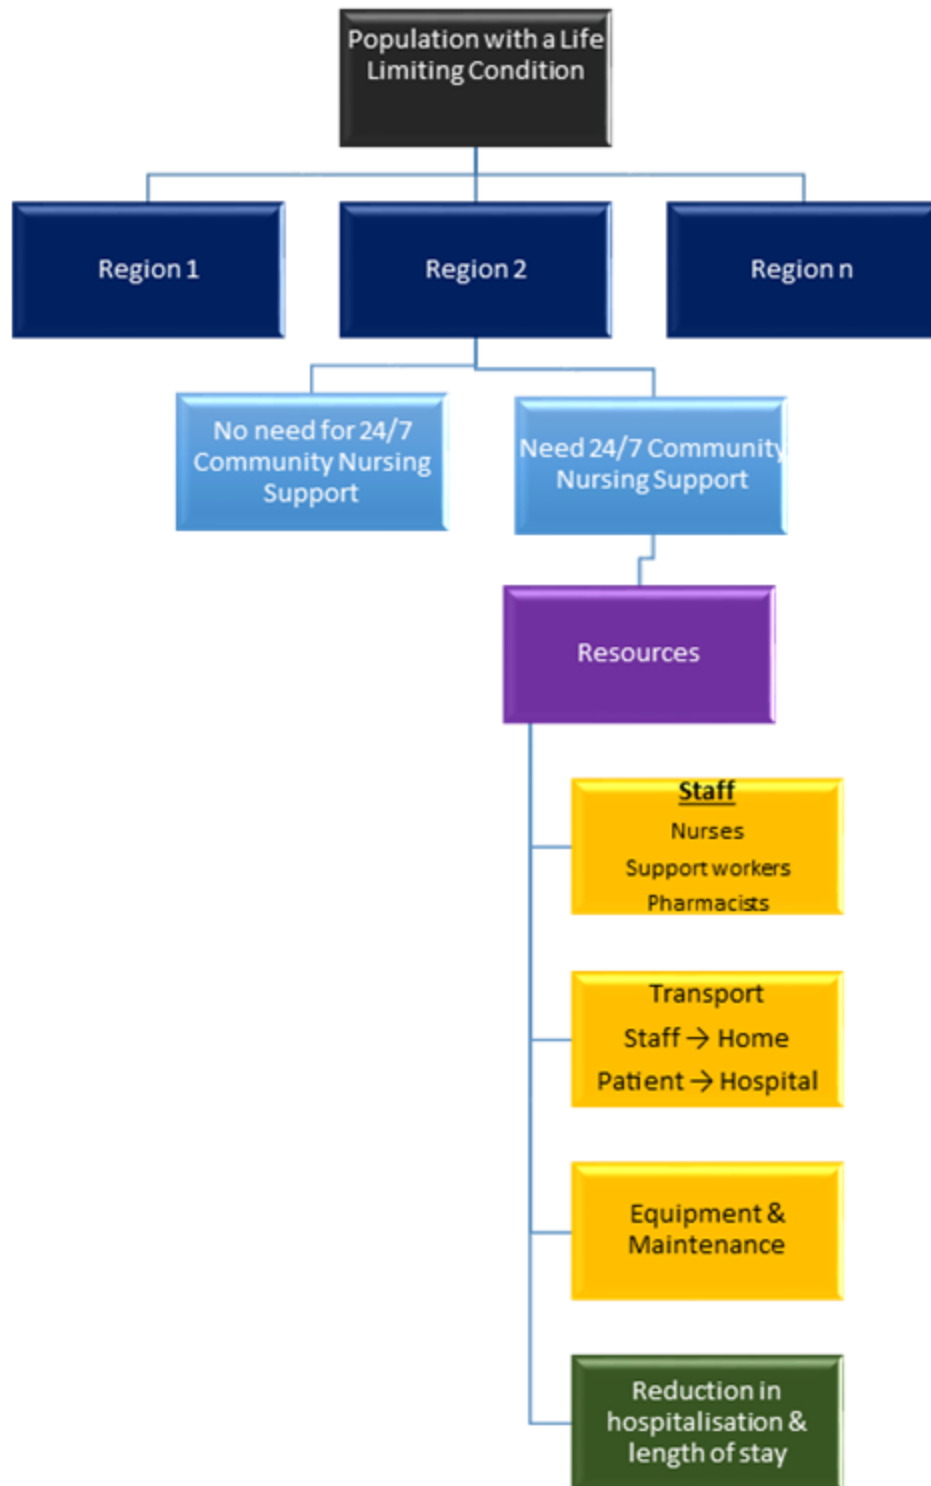 Population with a Life
Limiting Condition
Region 1
Region 2
Region n
No need for 24/7
Community Nursing
Support
Need 24/7 Community
Nursing Support
Resources
Staff
Nurses
Support workers
Pharmacists
Transport
Staff → Home
Patient → Hospital
Equipment &
Maintenance
Reduction in
hospitalisation &
length of stay